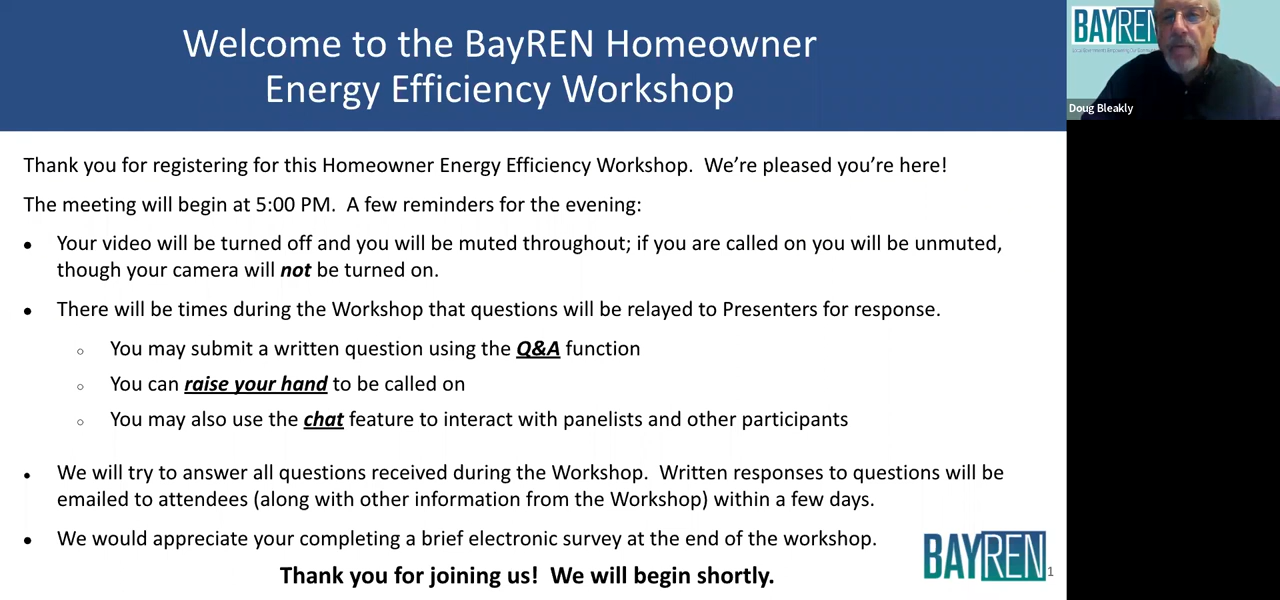 Welcome to the BayREN Homeowner
Energy Efficiency Workshop
Thank you for registering for this Homeowner Energy Efficiency Workshop.  We're pleased you're here!
The meeting will begin at 5:00 PM.  A few reminders for the evening:
• Your video will be turned off and you will be muted throughout; if you are called on you will be unmuted,
though your camera will not be turned on.
• There will be times during the Workshop that questions will be relayed to Presenters for response.
○ You may submit a written question using the Q&A function
○ You can raise your hand to be called on
○ You may also use the chat feature to interact with panelists and other participants
• We will try to answer all questions received during the Workshop.  Written responses to questions will be
emailed to attendees (along with other information from the Workshop) within a few days.
• We would appreciate your completing a brief electronic survey at the end of the workshop.
Thank you for joining us!  We will begin shortly.
BAYREN
1
BAYREN
Doug Bleakly